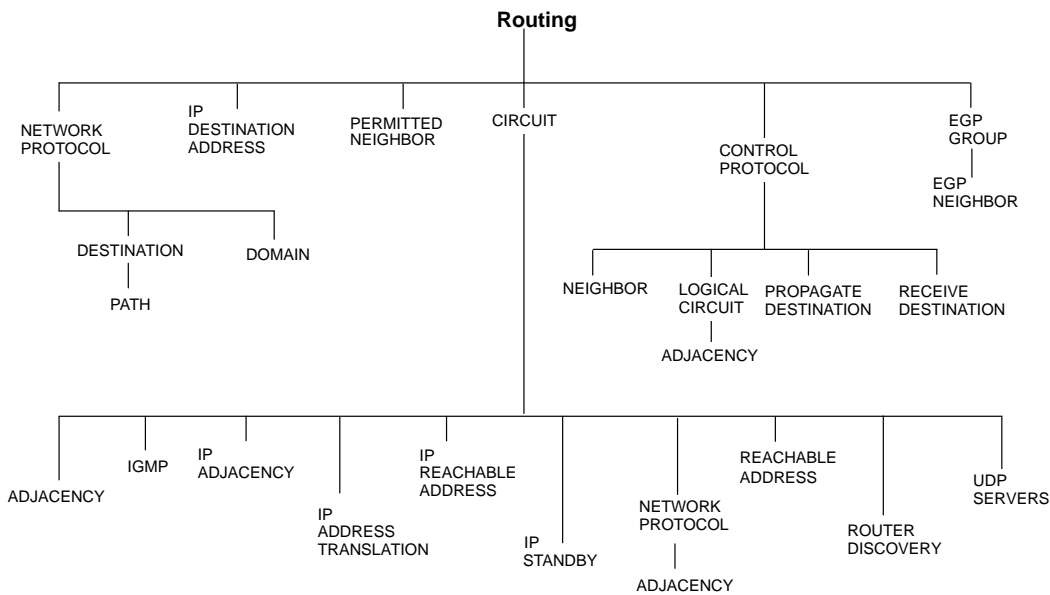 Routing
NETWORK
PROTOCOL
IP
DESTINATION
ADDRESS
PERMITTED
NEIGHBOR
CIRCUIT
CONTROL
PROTOCOL
EGP
GROUP
EGP
NEIGHBOR
DESTINATION
DOMAIN
PATH
NEIGHBOR
LOGICAL
CIRCUIT
PROPAGATE
DESTINATION
RECEIVE
DESTINATION
ADJACENCY
ADJACENCY
IGMP
IP
ADJACENCY
IP
ADDRESS
TRANSLATION
IP
REACHABLE
ADDRESS
IP
STANDBY
NETWORK
PROTOCOL
ADJACENCY
REACHABLE
ADDRESS
ROUTER
DISCOVERY
UDP
SERVERS